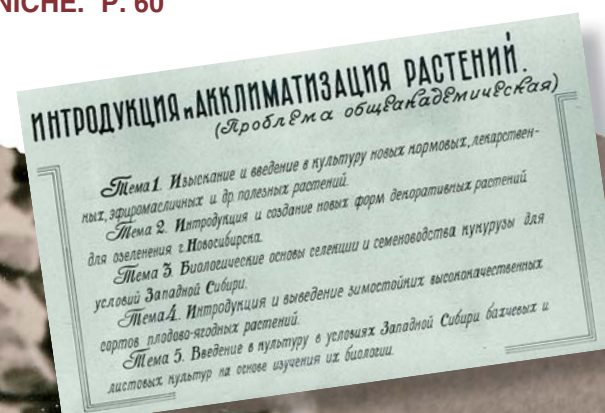 NICHE." P. 60
ИНТРОДУКЦИЯ и АККЛИМАТИЗАЦИЯ РАСТЕНИЙ.
(Проблема общеакадемическая)
Тема 1. Изыскание и введение в культуру новых кормовых, лекарствен-
ных, эфиромасличных и др. полезных растений.
Тема 2. Интродукция и создание новых форм декоративных растений
для озеленения г. Новосибирска.
Тема 3. Биологические основы селекции и семеноводства кукурузы для
условий Западной Сибири.
Тема 4. Интродукция и выведение зимостойких высококачественных
сортов плодово-ягодных растений.
Тема 5. Введение в культуру в условиях Западной Сибири бахчевых и
листовых культур на основе изучения их биологии.